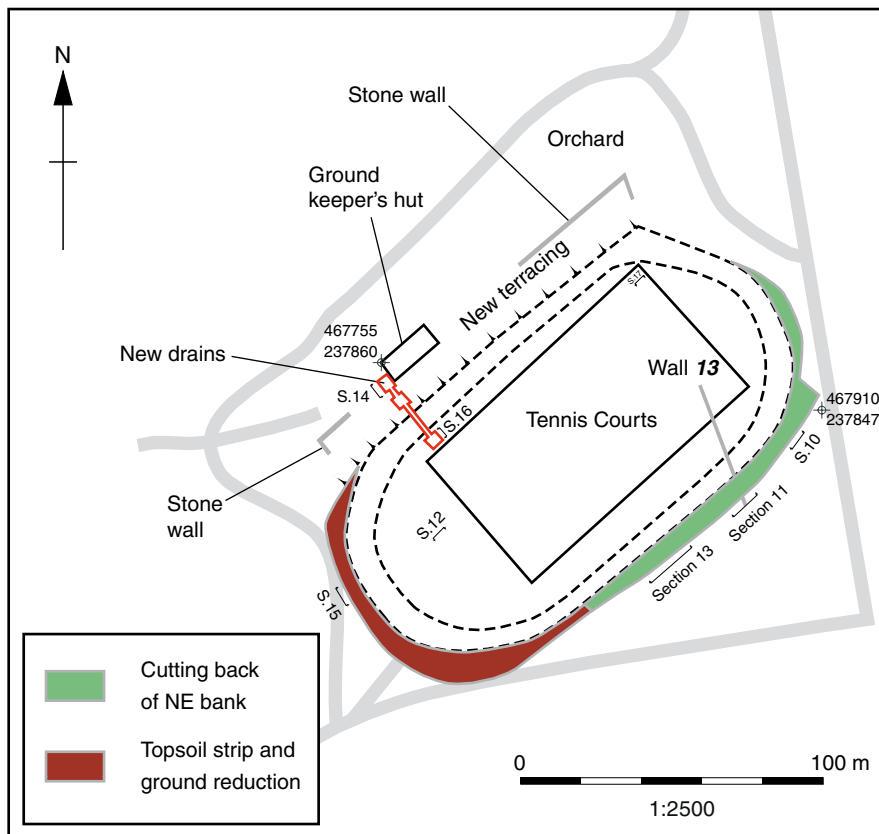 N
Stone wall
Orchard
Ground
keeper's hut
New terracing
S.17
467755
237860
New drains
S.14
S.16
Wall 13
Tennis Courts
467910
237847
S.10
Stone
wall
S.12
Section 11
Section 13
S.15
Cutting back
of NE bank
Topsoil strip and
ground reduction
0
100 m
1:2500